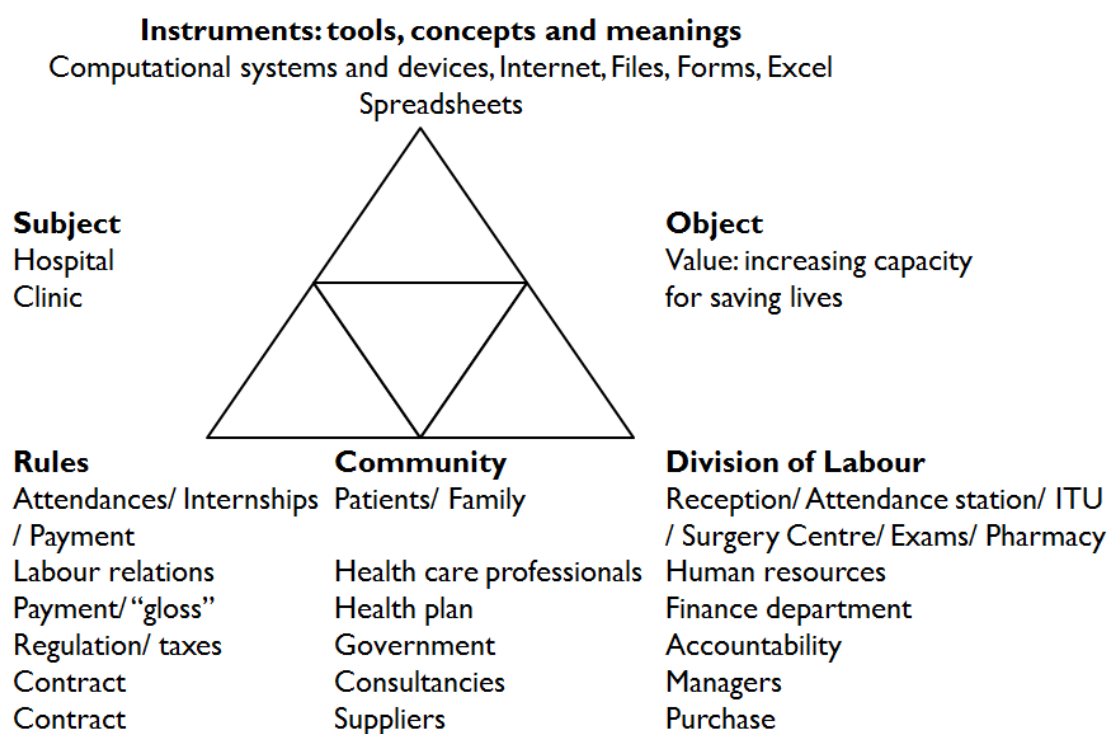 Instruments: tools, concepts and meanings
Computational systems and devices, Internet, Files, Forms, Excel
Spreadsheets
Subject
Hospital
Clinic
Object
Value: increasing capacity
for saving lives
Rules
Attendances/ Internships
/ Payment
Labour relations
Payment/ “gloss”
Regulation/ taxes
Contract
Contract
Community
Patients/ Family
Health care professionals
Health plan
Government
Consultancies
Suppliers
Division of Labour
Reception/ Attendance station/ ITU
/ Surgery Centre/ Exams/ Pharmacy
Human resources
Finance department
Accountability
Managers
Purchase